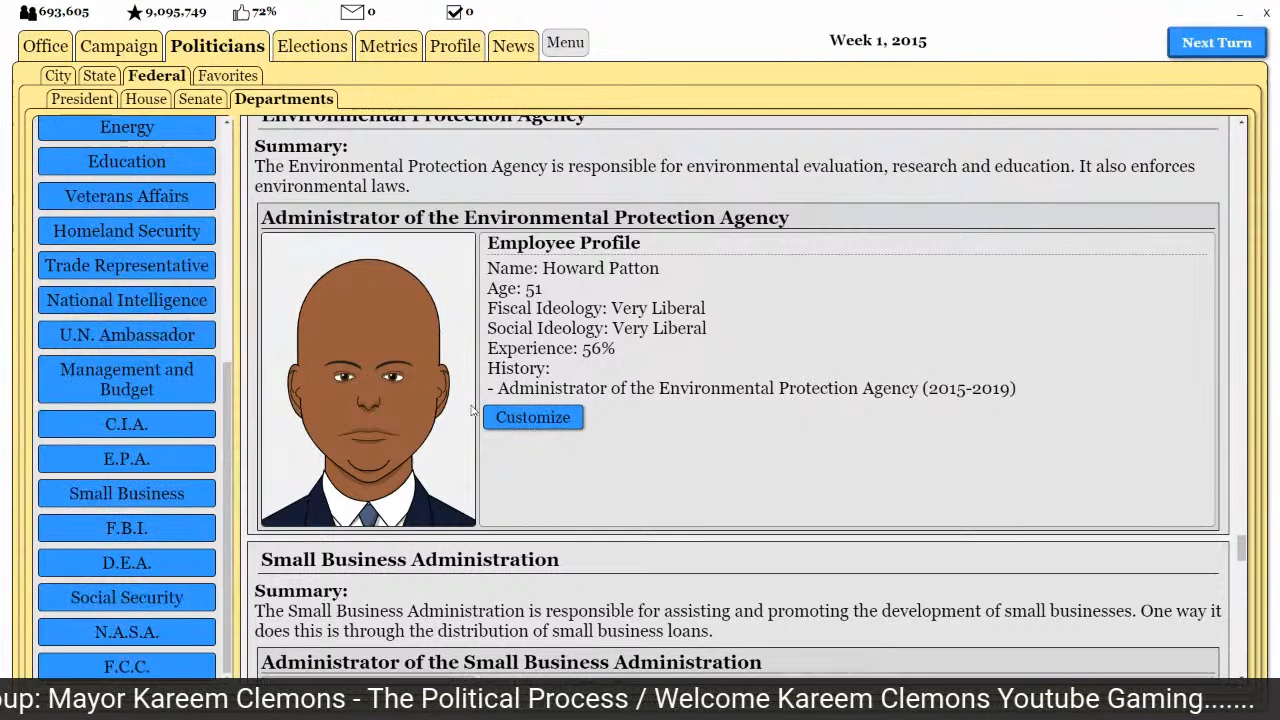 693,605 9,095,749 72% 0 0
Office Campaign Politicians Elections Metrics Profile News Menu Week 1, 2015 Next Turn
City State Federal Favorites
President House Senate Departments
Energy
Education
Veterans Affairs
Homeland Security
Trade Representative
National Intelligence
U.N. Ambassador
Management and
Budget
C.I.A.
E.P.A.
Small Business
F.B.I.
D.E.A.
Social Security
N.A.S.A.
F.C.C.
Environmental Protection Agency
Summary:
The Environmental Protection Agency is responsible for environmental evaluation, research and education. It also enforces
environmental laws.
Administrator of the Environmental Protection Agency
Employee Profile
Name: Howard Patton
Age: 51
Fiscal Ideology: Very Liberal
Social Ideology: Very Liberal
Experience: 56%
History:
- Administrator of the Environmental Protection Agency (2015-2019)
Customize
Small Business Administration
Summary:
The Small Business Administration is responsible for assisting and promoting the development of small businesses. One way it
does this is through the distribution of small business loans.
Administrator of the Small Business Administration
oup: Mayor Kareem Clemons - The Political Process / Welcome Kareem Clemons Youtube Gaming.......